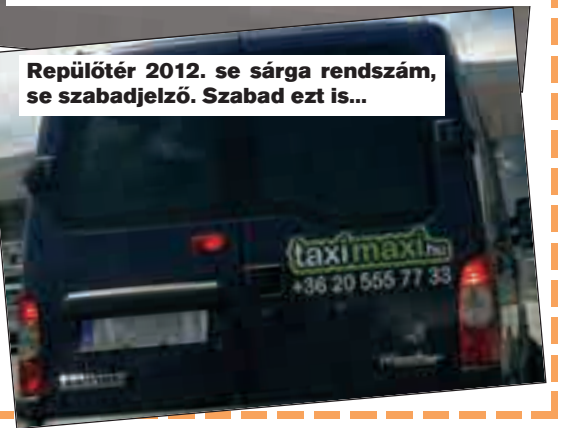 Repülőtér 2012. se sárga rendszám,
se szabadjelző. Szabad ezt is...
taximaxi.hu
+36 20 555 77 33